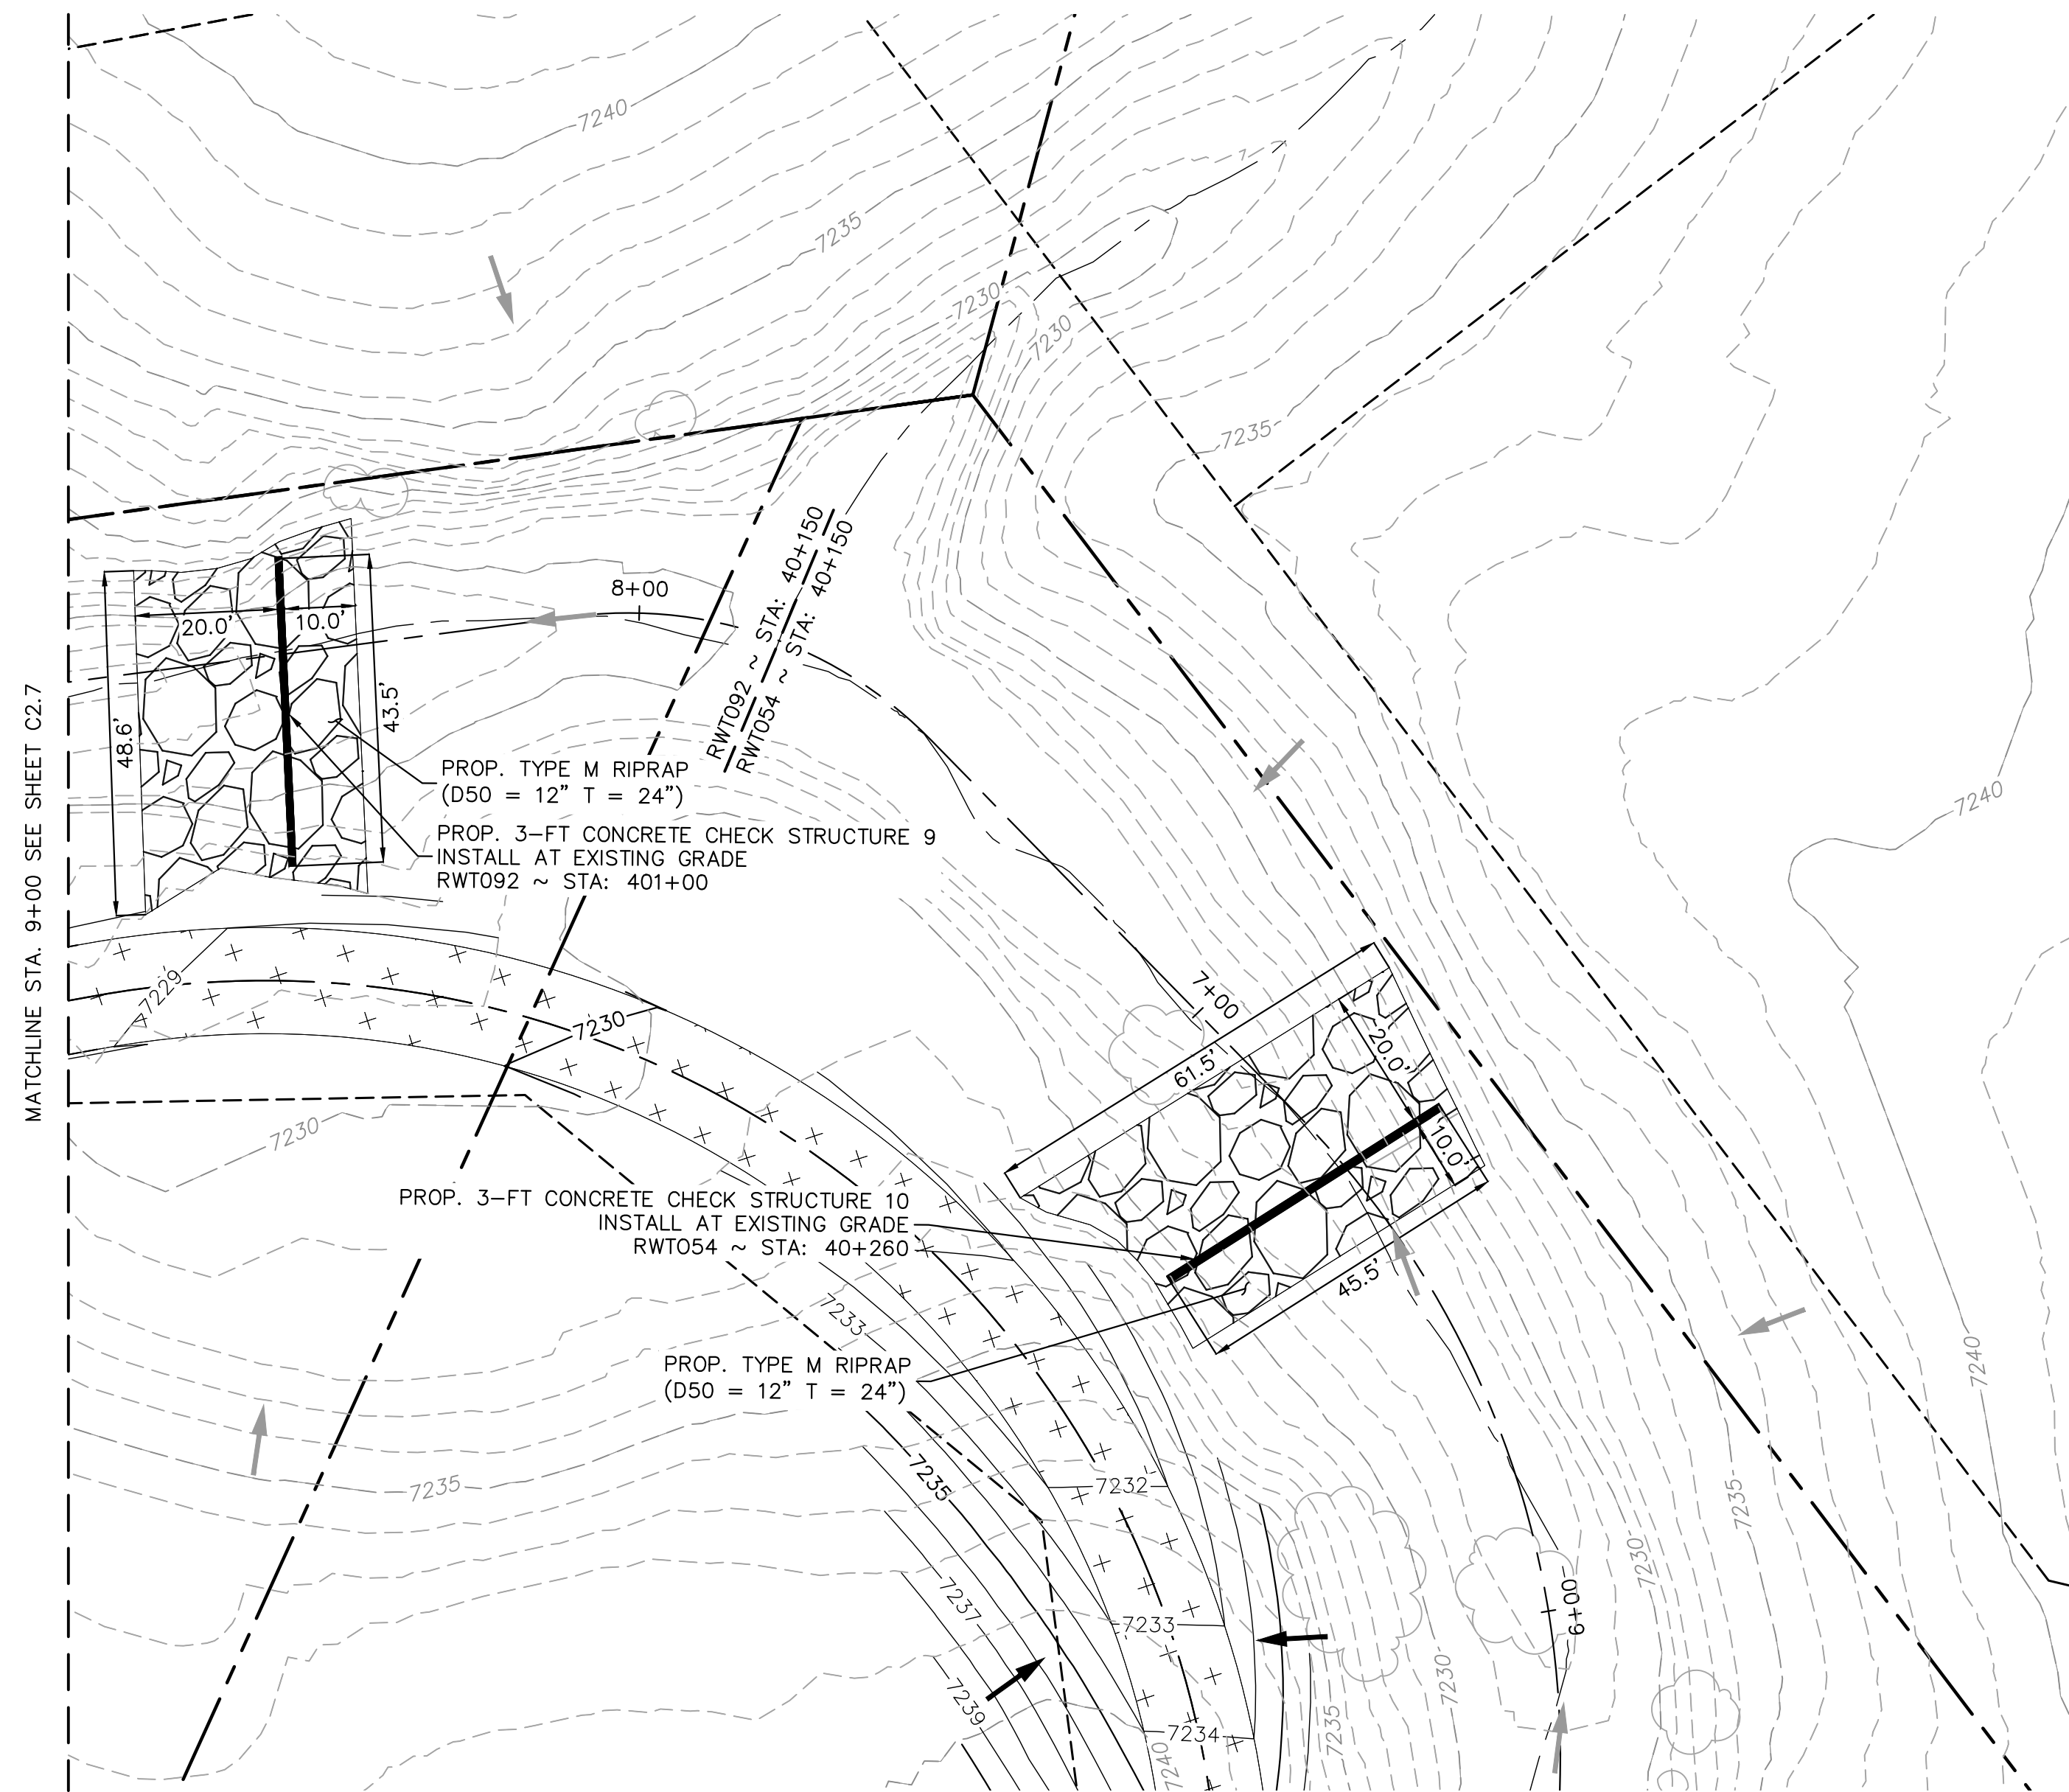 7240
7235
7230
7230
7235
8+00
20.0'
10.0'
48.6'
43.5'
RWT092 ~ STA: 40+150
RWT054 ~ STA: 40+150
MATCHLINE STA. 9+00 SEE SHEET C2.7
PROP. TYPE M RIPRAP
(D50 = 12" T = 24")
PROP. 3-FT CONCRETE CHECK STRUCTURE 9
INSTALL AT EXISTING GRADE
RWT092 ~ STA: 401+00
7240
7229
7230
7+00
61.5'
20.0'
10.0'
45.5'
7230
PROP. 3-FT CONCRETE CHECK STRUCTURE 10
INSTALL AT EXISTING GRADE
RWT054 ~ STA: 40+260
7233
PROP. TYPE M RIPRAP
(D50 = 12" T = 24")
7240
7235
7235
7232
7235
7230
6+00
7237
7233
7239
7234
7230
7235
7240